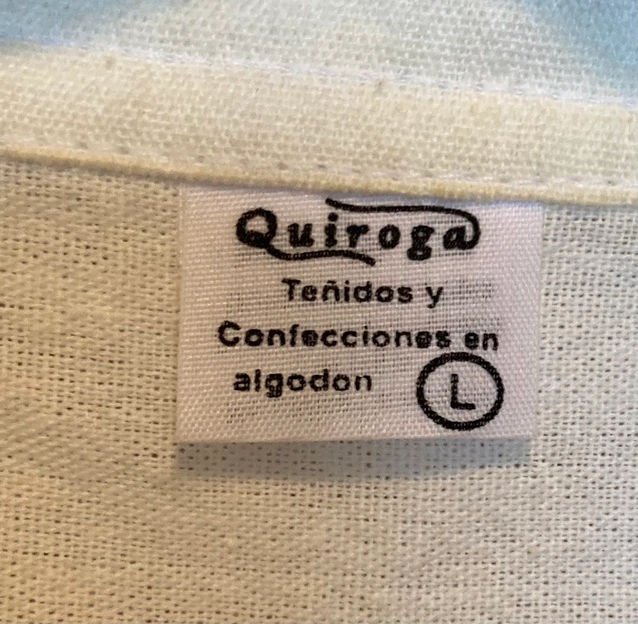 Quiroga
Teñidos y
Confecciones en
algodon L